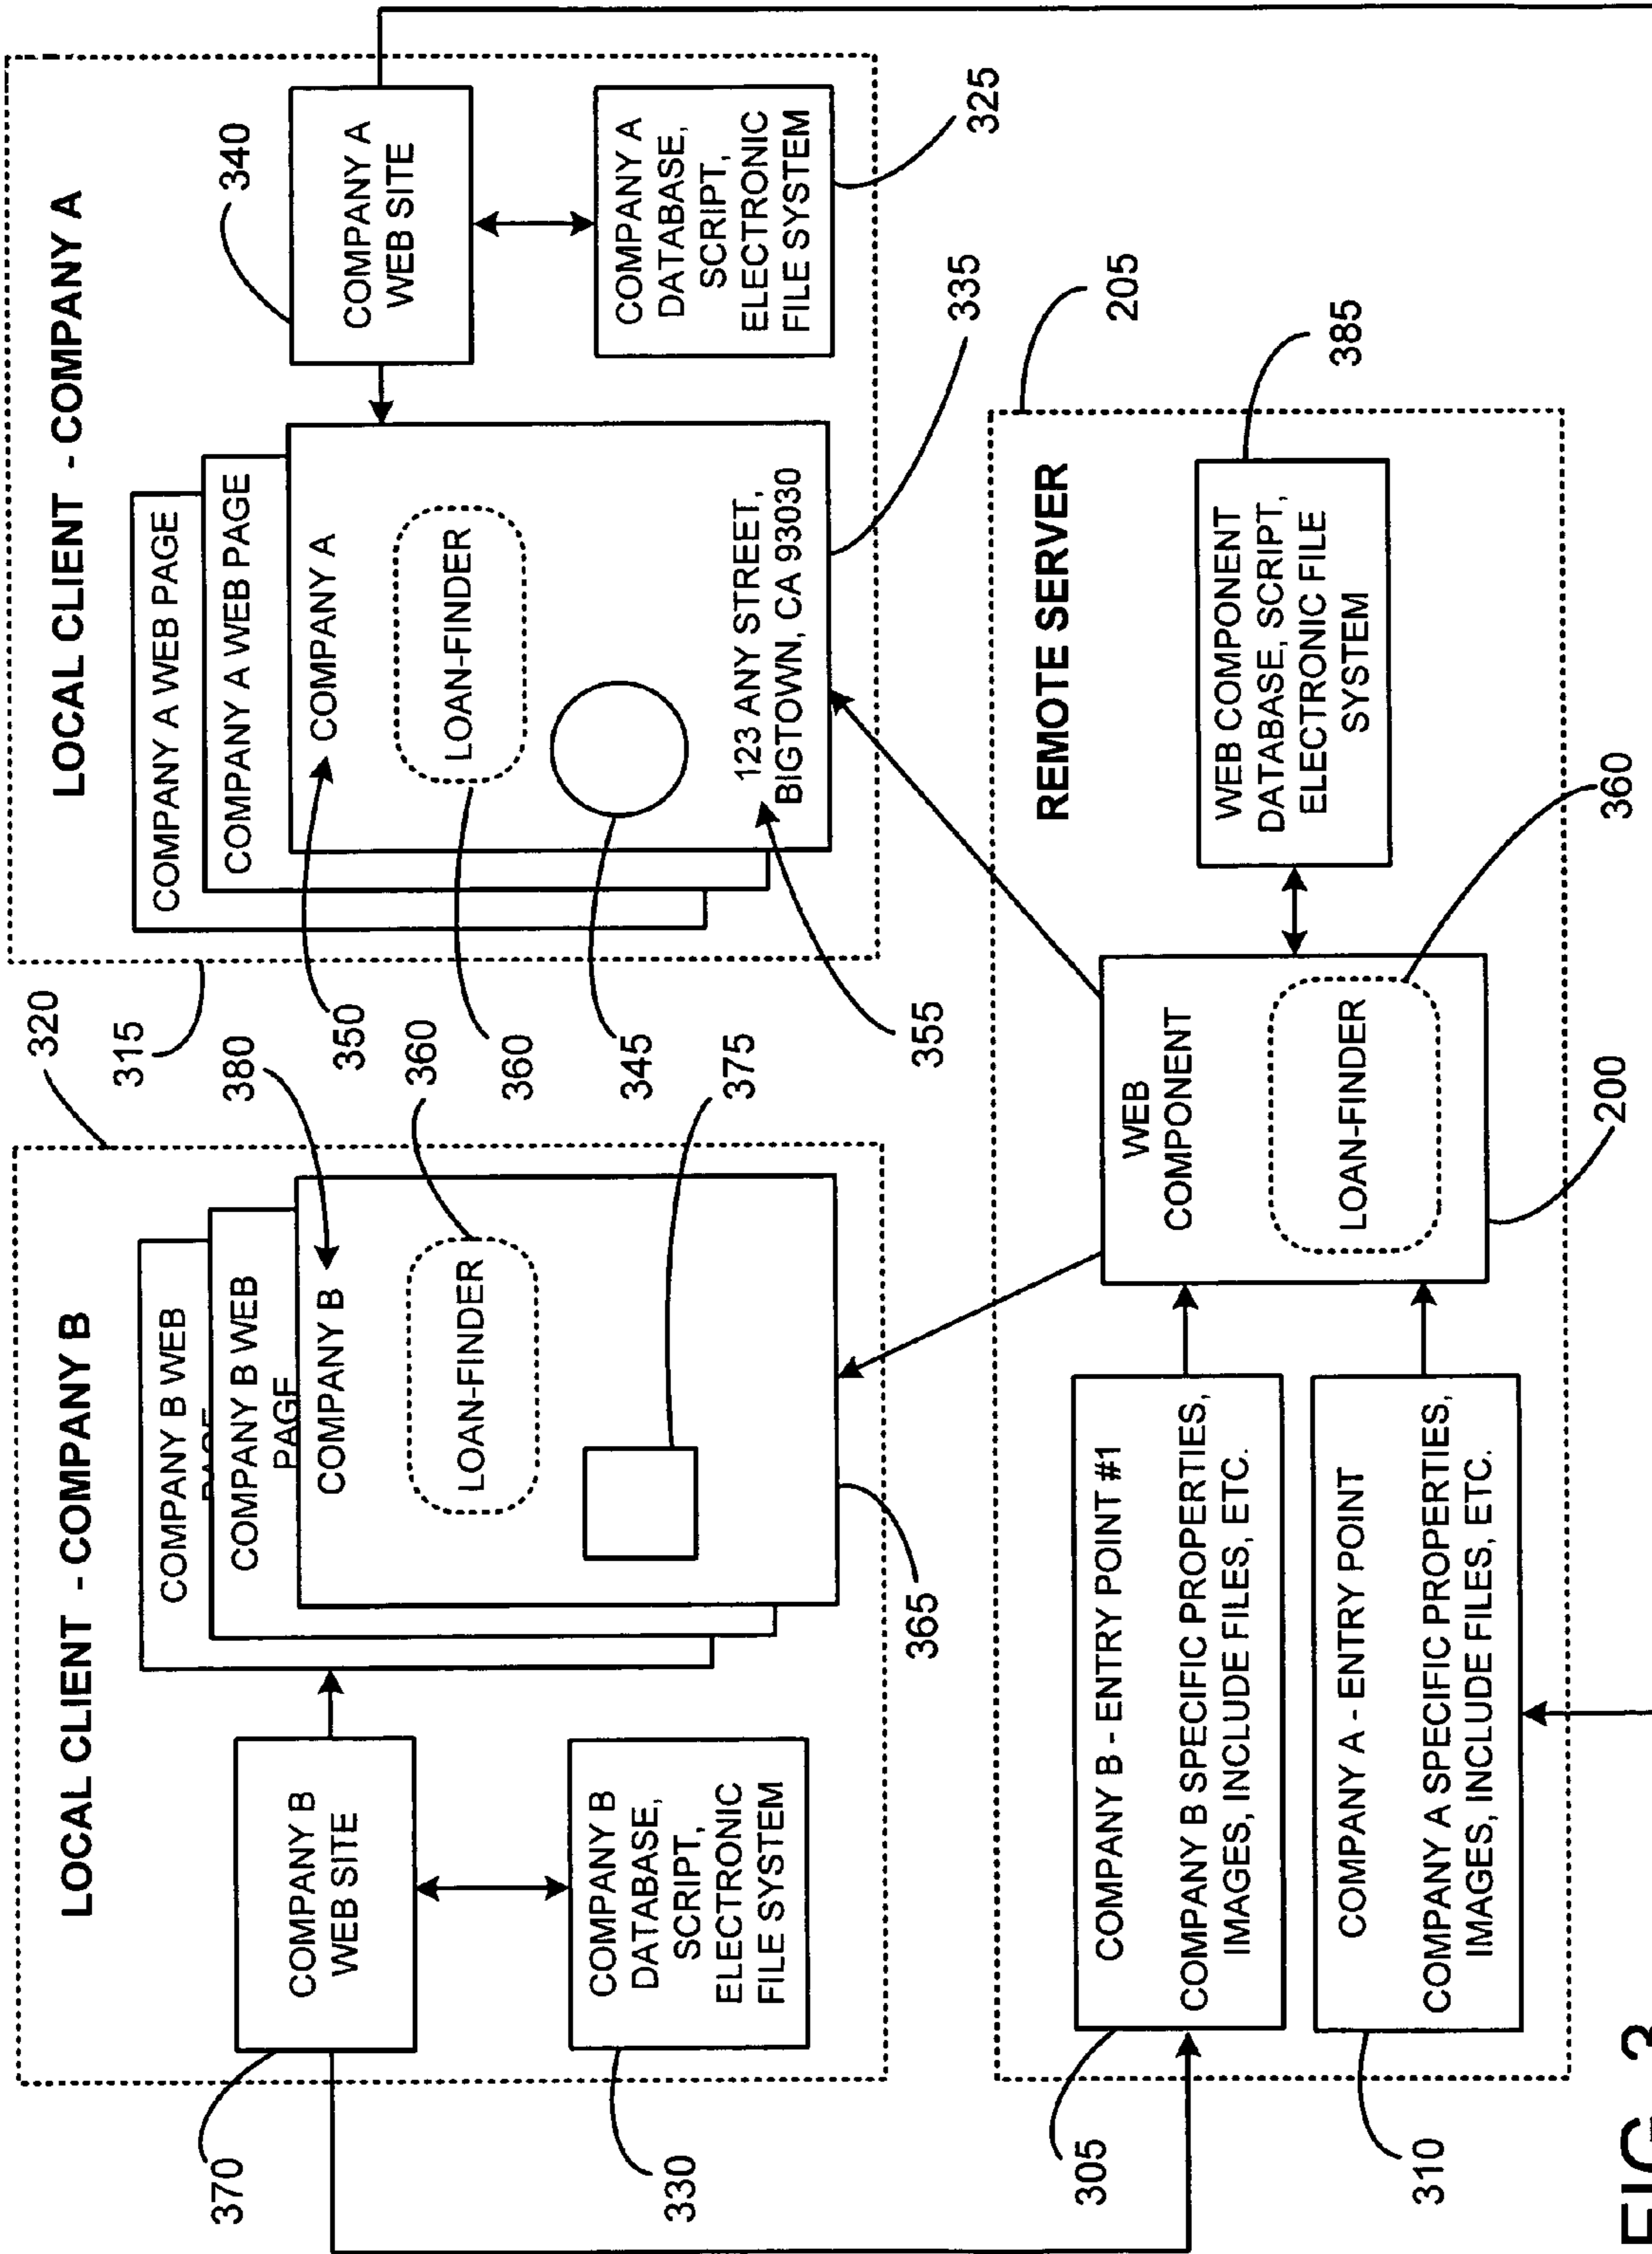 LOCAL CLIENT - COMPANY B
COMPANY B WEB
COMPANY B WEB
PAGE
COMPANY B
LOAN-FINDER
COMPANY B
WEB SITE
COMPANY B
DATABASE,
SCRIPT,
ELECTRONIC
FILE SYSTEM
370
330
365
320
380
360
375
LOCAL CLIENT - COMPANY A
COMPANY A WEB PAGE
COMPANY A WEB PAGE
COMPANY A
LOAN-FINDER
123 ANY STREET,
BIGTOWN, CA 93030
COMPANY A
WEB SITE
COMPANY A
DATABASE,
SCRIPT,
ELECTRONIC
FILE SYSTEM
315
350
360
345
355
340
325
335
REMOTE SERVER
205
COMPANY B - ENTRY POINT #1
COMPANY B SPECIFIC PROPERTIES,
IMAGES, INCLUDE FILES, ETC.
COMPANY A - ENTRY POINT
COMPANY A SPECIFIC PROPERTIES,
IMAGES, INCLUDE FILES, ETC.
WEB
COMPONENT
LOAN-FINDER
WEB COMPONENT
DATABASE, SCRIPT,
ELECTRONIC FILE
SYSTEM
385
305
310
200
360
FIG. 3